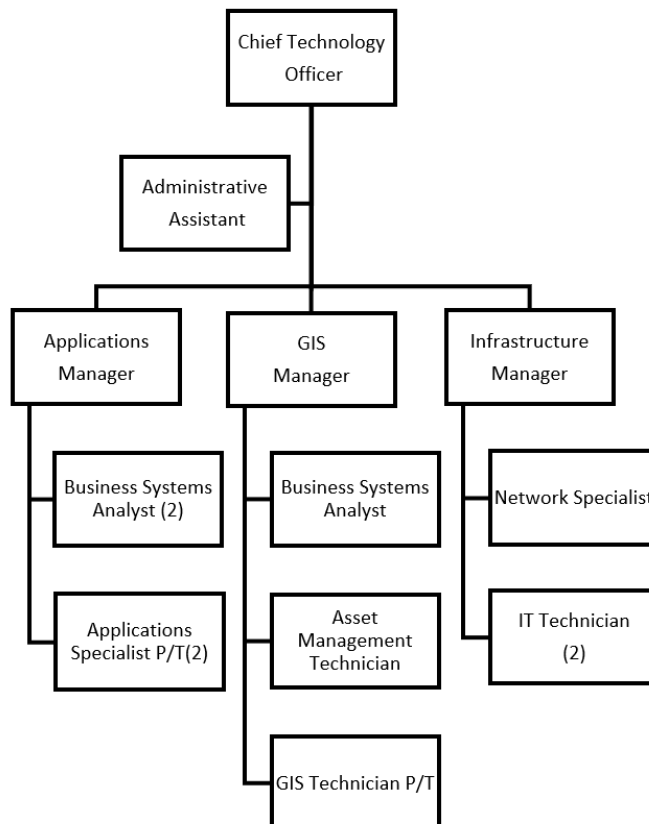 Chief Technology
Officer
Administrative
Assistant
Applications
Manager
GIS
Manager
Infrastructure
Manager
Business Systems
Analyst (2)
Business Systems
Analyst
Network Specialist
Applications
Specialist P/T(2)
Asset
Management
Technician
IT Technician
(2)
GIS Technician P/T